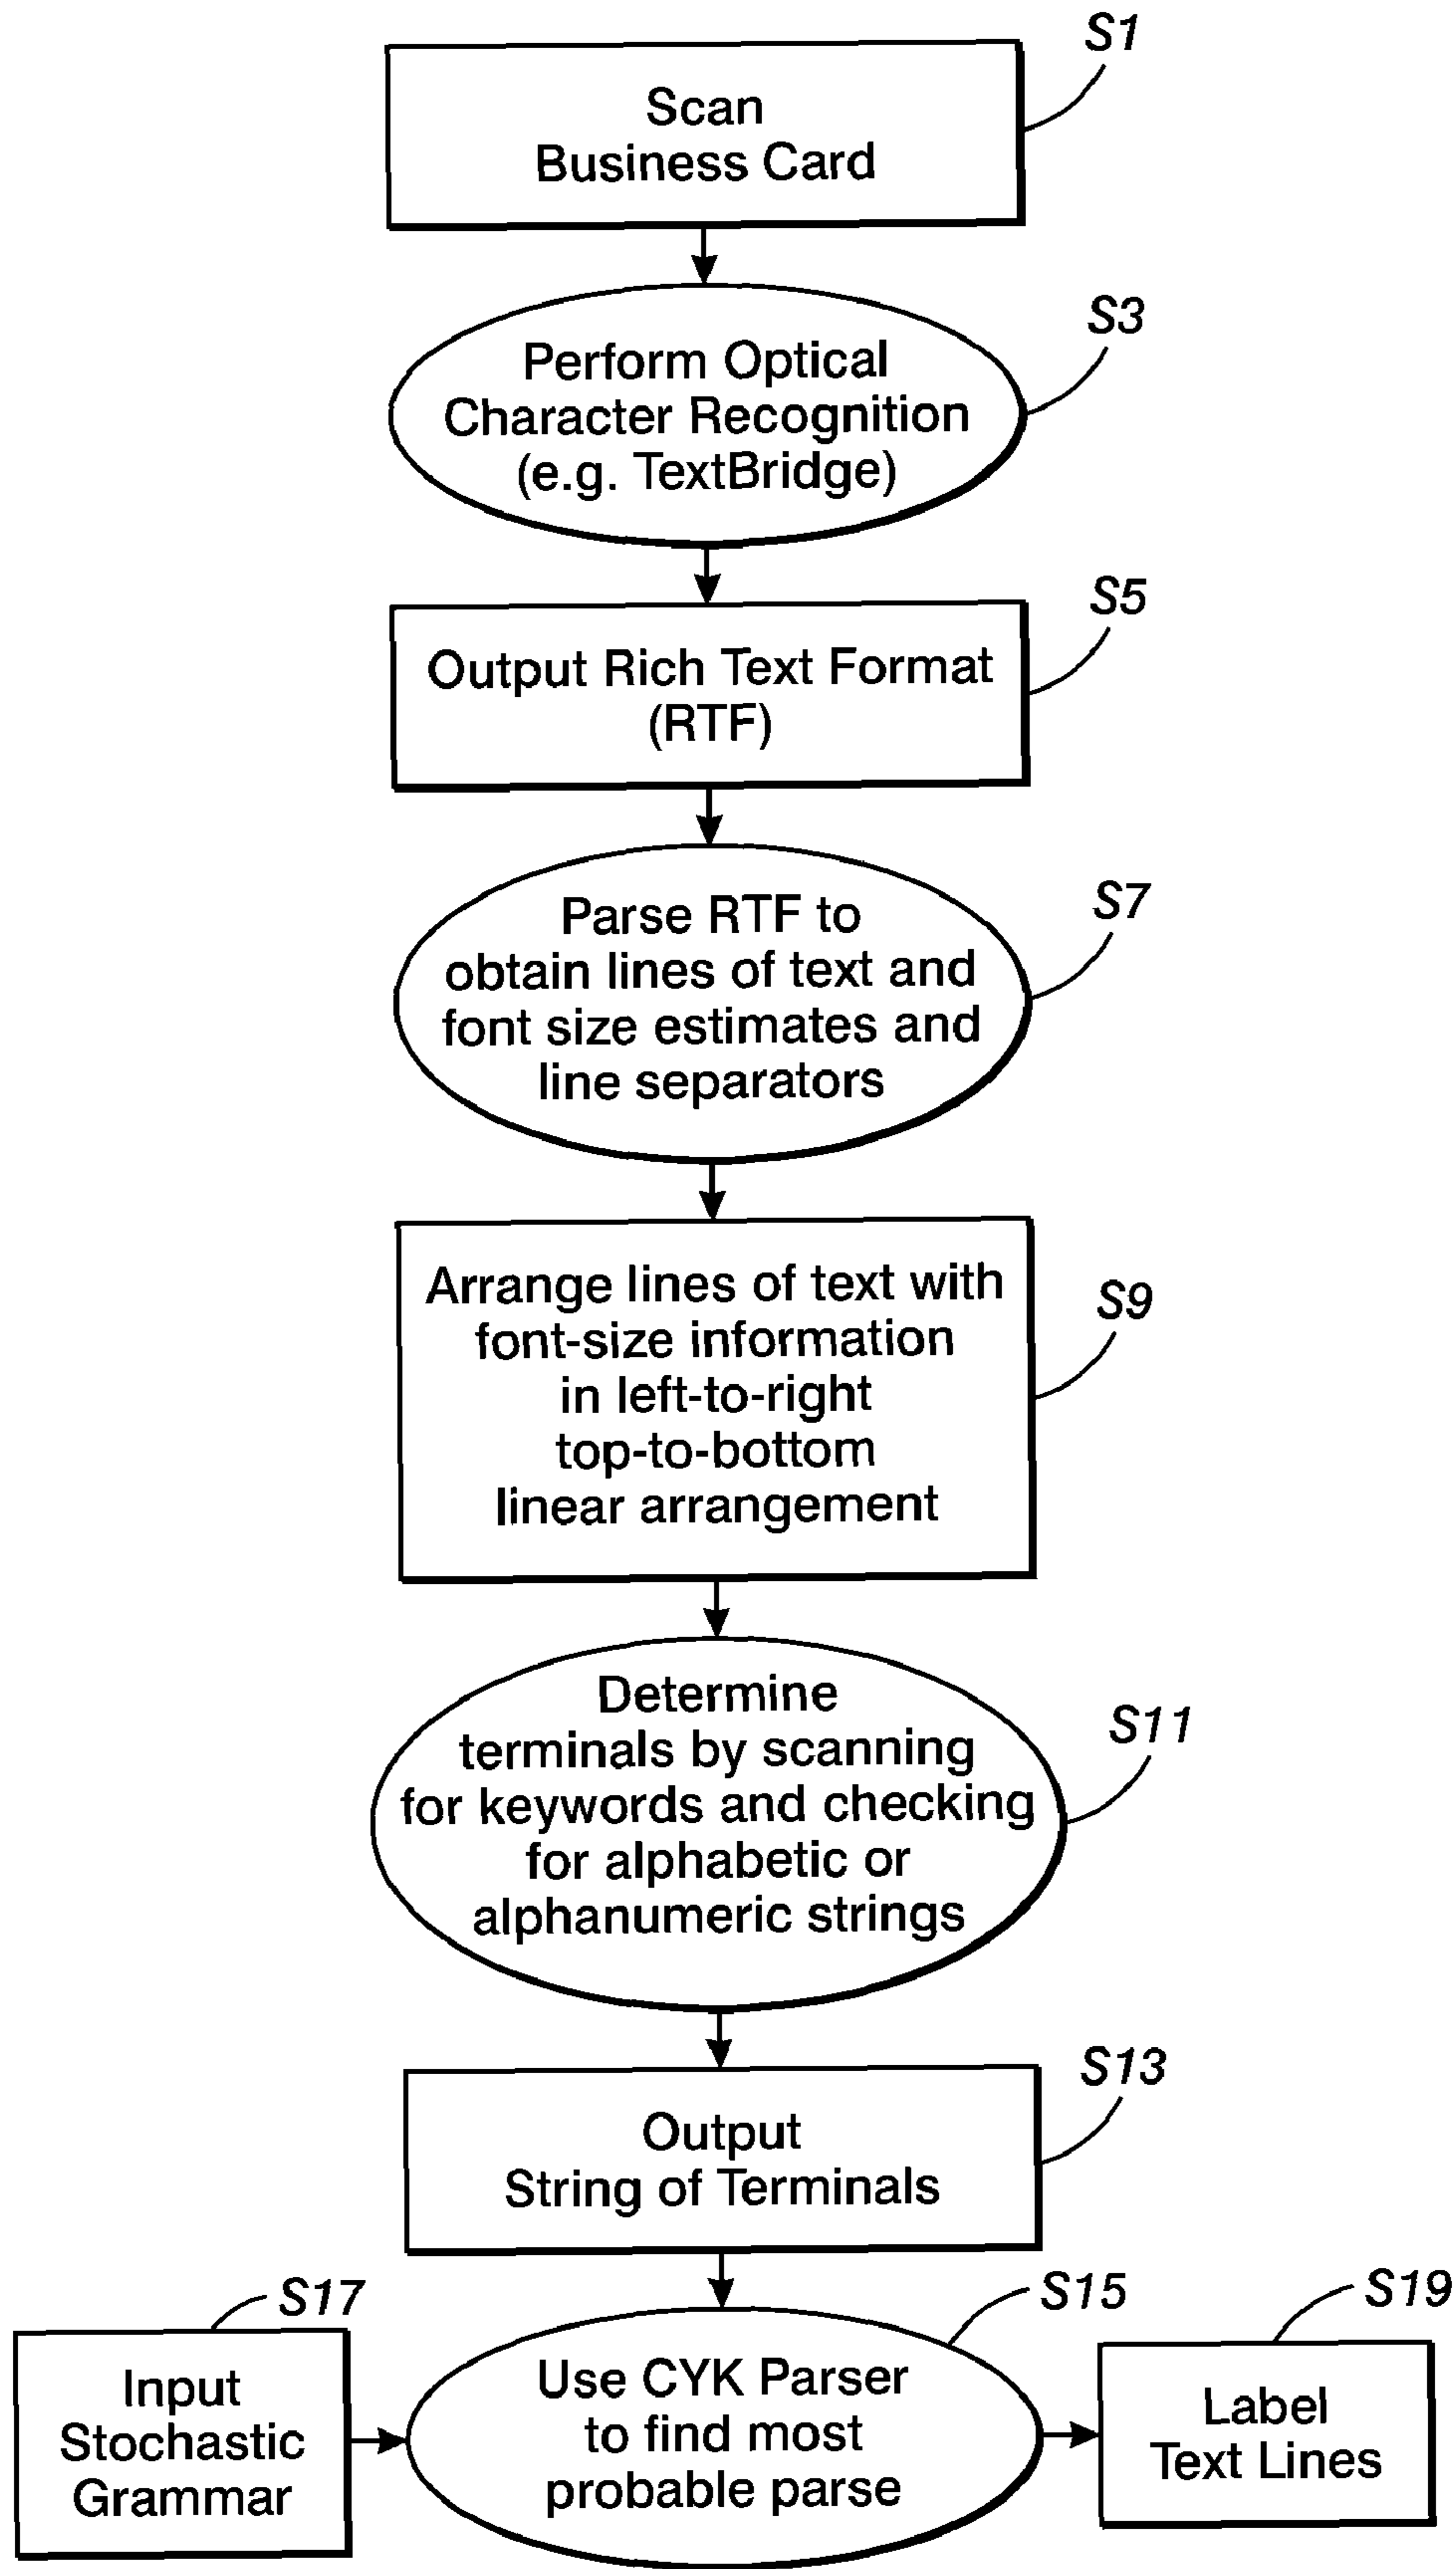 S1
Scan
Business Card
S3
Perform Optical
Character Recognition
(e.g. TextBridge)
S5
Output Rich Text Format
(RTF)
S7
Parse RTF to
obtain lines of text and
font size estimates and
line separators
S9
Arrange lines of text with
font-size information
in left-to-right
top-to-bottom
linear arrangement
S11
Determine
terminals by scanning
for keywords and checking
for alphabetic or
alphanumeric strings
S13
Output
String of Terminals
S17
Input
Stochastic
Grammar
S15
Use CYK Parser
to find most
probable parse
S19
Label
Text Lines